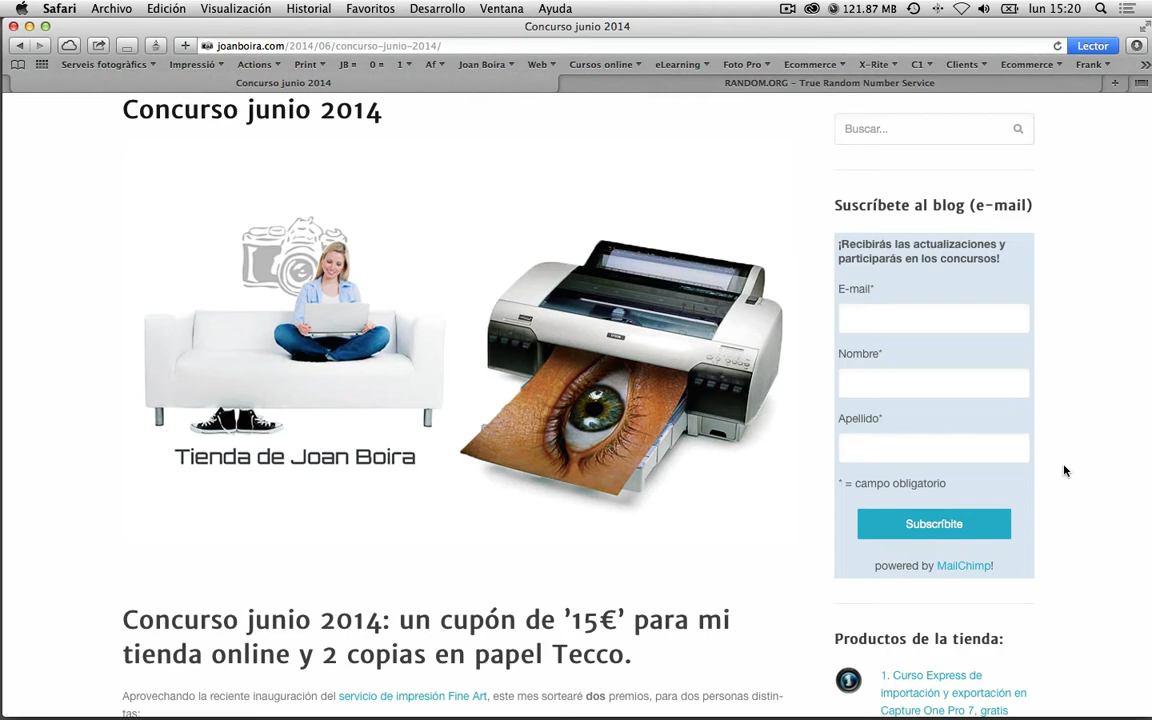 Safari Archivo Edición Visualización Historial Favoritos Desarrollo Ventana Ayuda 121.87 MB lun 15:20
Concurso junio 2014
joanboira.com/2014/06/concurso-junio-2014/ Lector
Serveis fotogràfics Impressió Actions Print JB = 0 = 1 Af Joan Boira Web Cursos online eLearning Foto Pro Ecommerce X-Rite C1 Clients Ecommerce Frank
Concurso junio 2014 RANDOM.ORG – True Random Number Service
Concurso junio 2014
Tienda de Joan Boira
Concurso junio 2014: un cupón de ’15€’ para mi
tienda online y 2 copias en papel Tecco.
Aprovechando la reciente inauguración del servicio de impresión Fine Art, este mes sortearé dos premios, para dos personas distin-
tas:
Buscar...
Suscríbete al blog (e-mail)
¡Recibirás las actualizaciones y
participarás en los concursos!
E-mail*
Nombre*
Apellido*
* = campo obligatorio
Subscríbite
powered by MailChimp!
Productos de la tienda:
1. Curso Express de
importación y exportación en
Capture One Pro 7, gratis